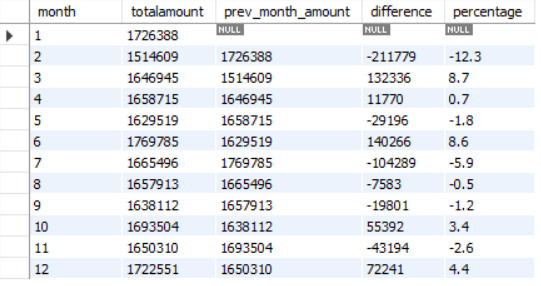 month totalamount prev_month_amount difference percentage
1 1726388 NULL NULL NULL
2 1514609 1726388 -211779 -12.3
3 1646945 1514609 132336 8.7
4 1658715 1646945 11770 0.7
5 1629519 1658715 -29196 -1.8
6 1769785 1629519 140266 8.6
7 1665496 1769785 -104289 -5.9
8 1657913 1665496 -7583 -0.5
9 1638112 1657913 -19801 -1.2
10 1693504 1638112 55392 3.4
11 1650310 1693504 -43194 -2.6
12 1722551 1650310 72241 4.4